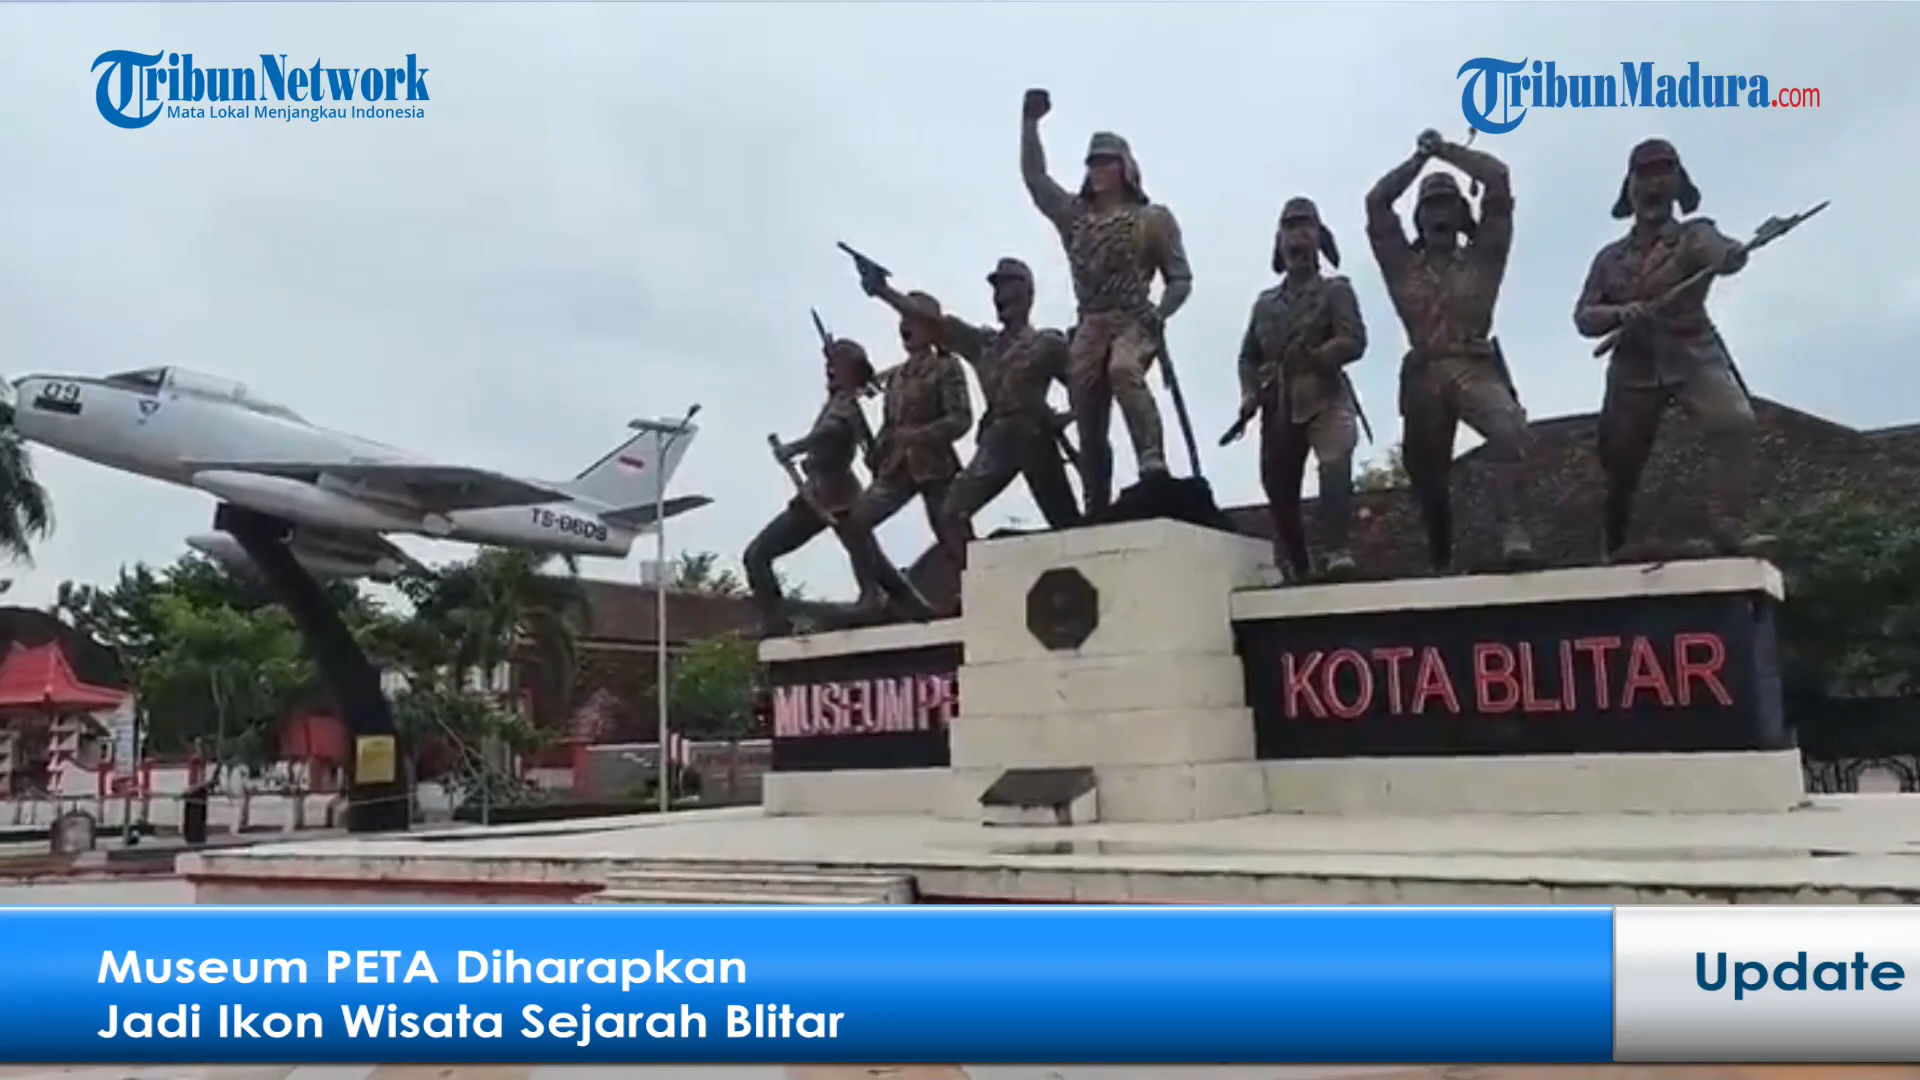 TribunNetwork
Mata Lokal Menjangkau Indonesia
TribunMadura.com
09
TS-0609
MUSEUM PE
KOTA BLITAR
Museum PETA Diharapkan
Jadi Ikon Wisata Sejarah Blitar
Update